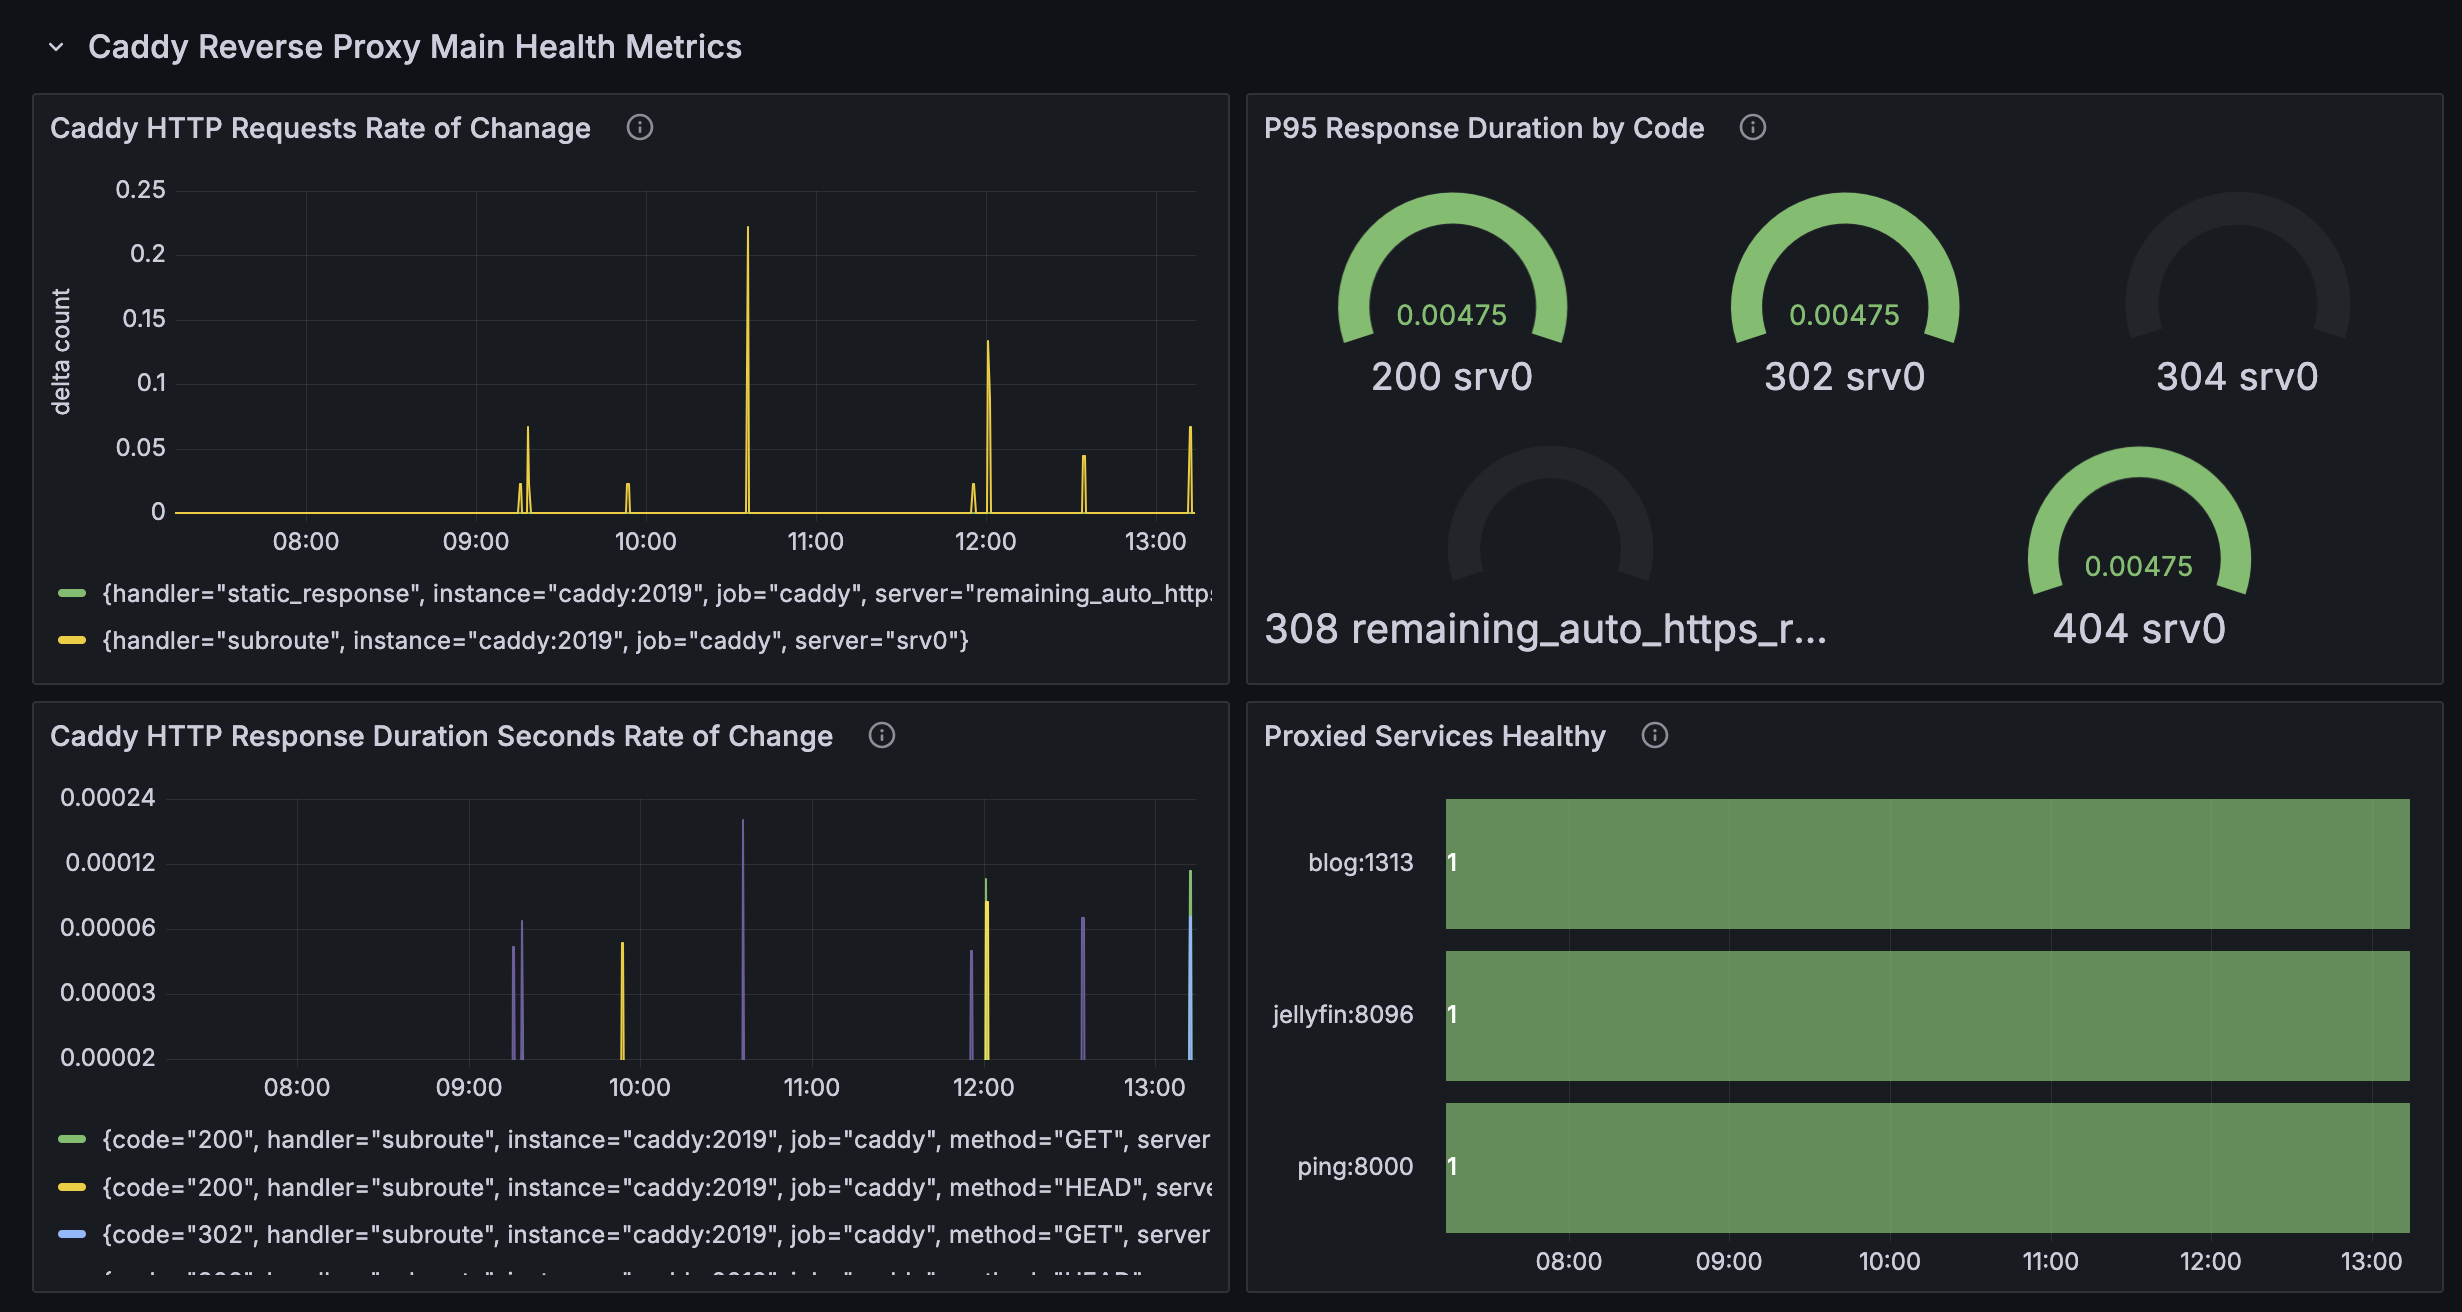 Caddy Reverse Proxy Main Health Metrics
Caddy HTTP Requests Rate of Chanage
0.25
0.2
0.15
0.1
0.05
0
delta count
08:00 09:00 10:00 11:00 12:00 13:00
{handler="static_response", instance="caddy:2019", job="caddy", server="remaining_auto_https
{handler="subroute", instance="caddy:2019", job="caddy", server="srv0"}
P95 Response Duration by Code
0.00475
200 srv0
0.00475
302 srv0
304 srv0
308 remaining_auto_https_r...
0.00475
404 srv0
Caddy HTTP Response Duration Seconds Rate of Change
0.00024
0.00012
0.00006
0.00003
0.00002
08:00 09:00 10:00 11:00 12:00 13:00
{code="200", handler="subroute", instance="caddy:2019", job="caddy", method="GET", server
{code="200", handler="subroute", instance="caddy:2019", job="caddy", method="HEAD", serve
{code="302", handler="subroute", instance="caddy:2019", job="caddy", method="GET", server
Proxied Services Healthy
blog:1313 1
jellyfin:8096 1
ping:8000 1
08:00 09:00 10:00 11:00 12:00 13:00